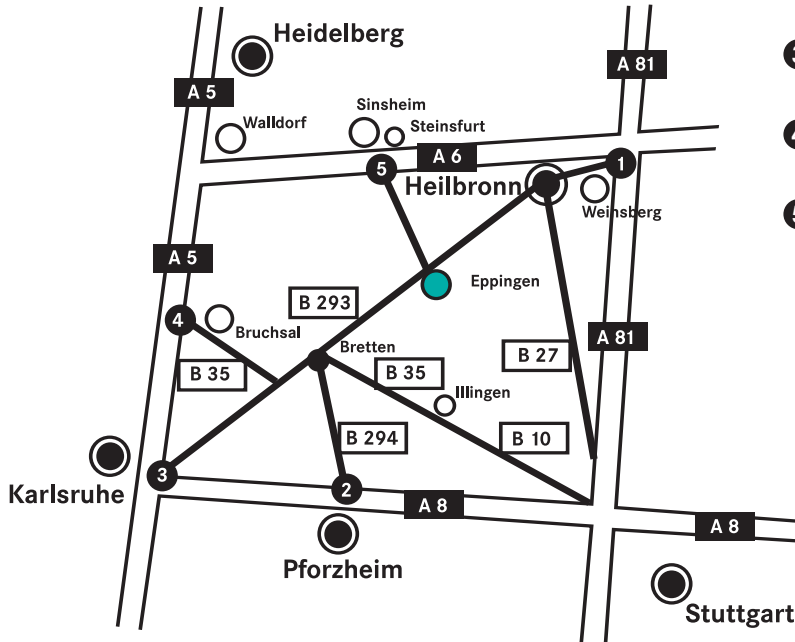 Heidelberg
A 81
A 5
Sinsheim
Walldorf
Steinsfurt
A 6
5
Heilbronn
1
Weinsberg
A 5
Eppingen
B 293
4
Bruchsal
Bretten
A 81
B 27
B 35
B 35
Illingen
B 294
B 10
3
Karlsruhe
2
A 8
A 8
Pforzheim
Stuttgart